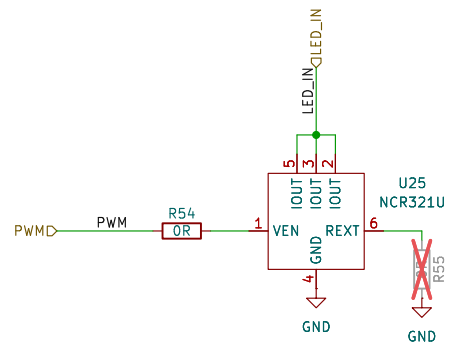 LED_IN
LED_IN
5
3
2
IOUT
IOUT
IOUT
U25
NCR321U
R54
PWM
PWM
0R
1
VEN
REXT
6
GND
4
R55
GND
GND